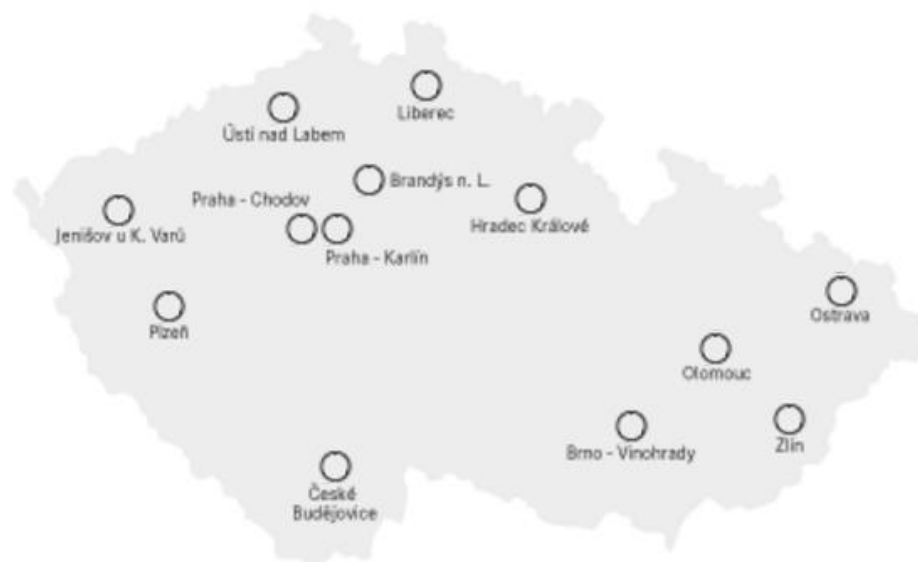 Liberec
Ústí nad Labem
Brandýs n. L.
Praha - Chodov
Hradec Králové
Jenišov u K. Varů
Praha - Karlín
Ostrava
Plzeň
Olomouc
Zlín
Brno - Vinohrady
České
Budějovice